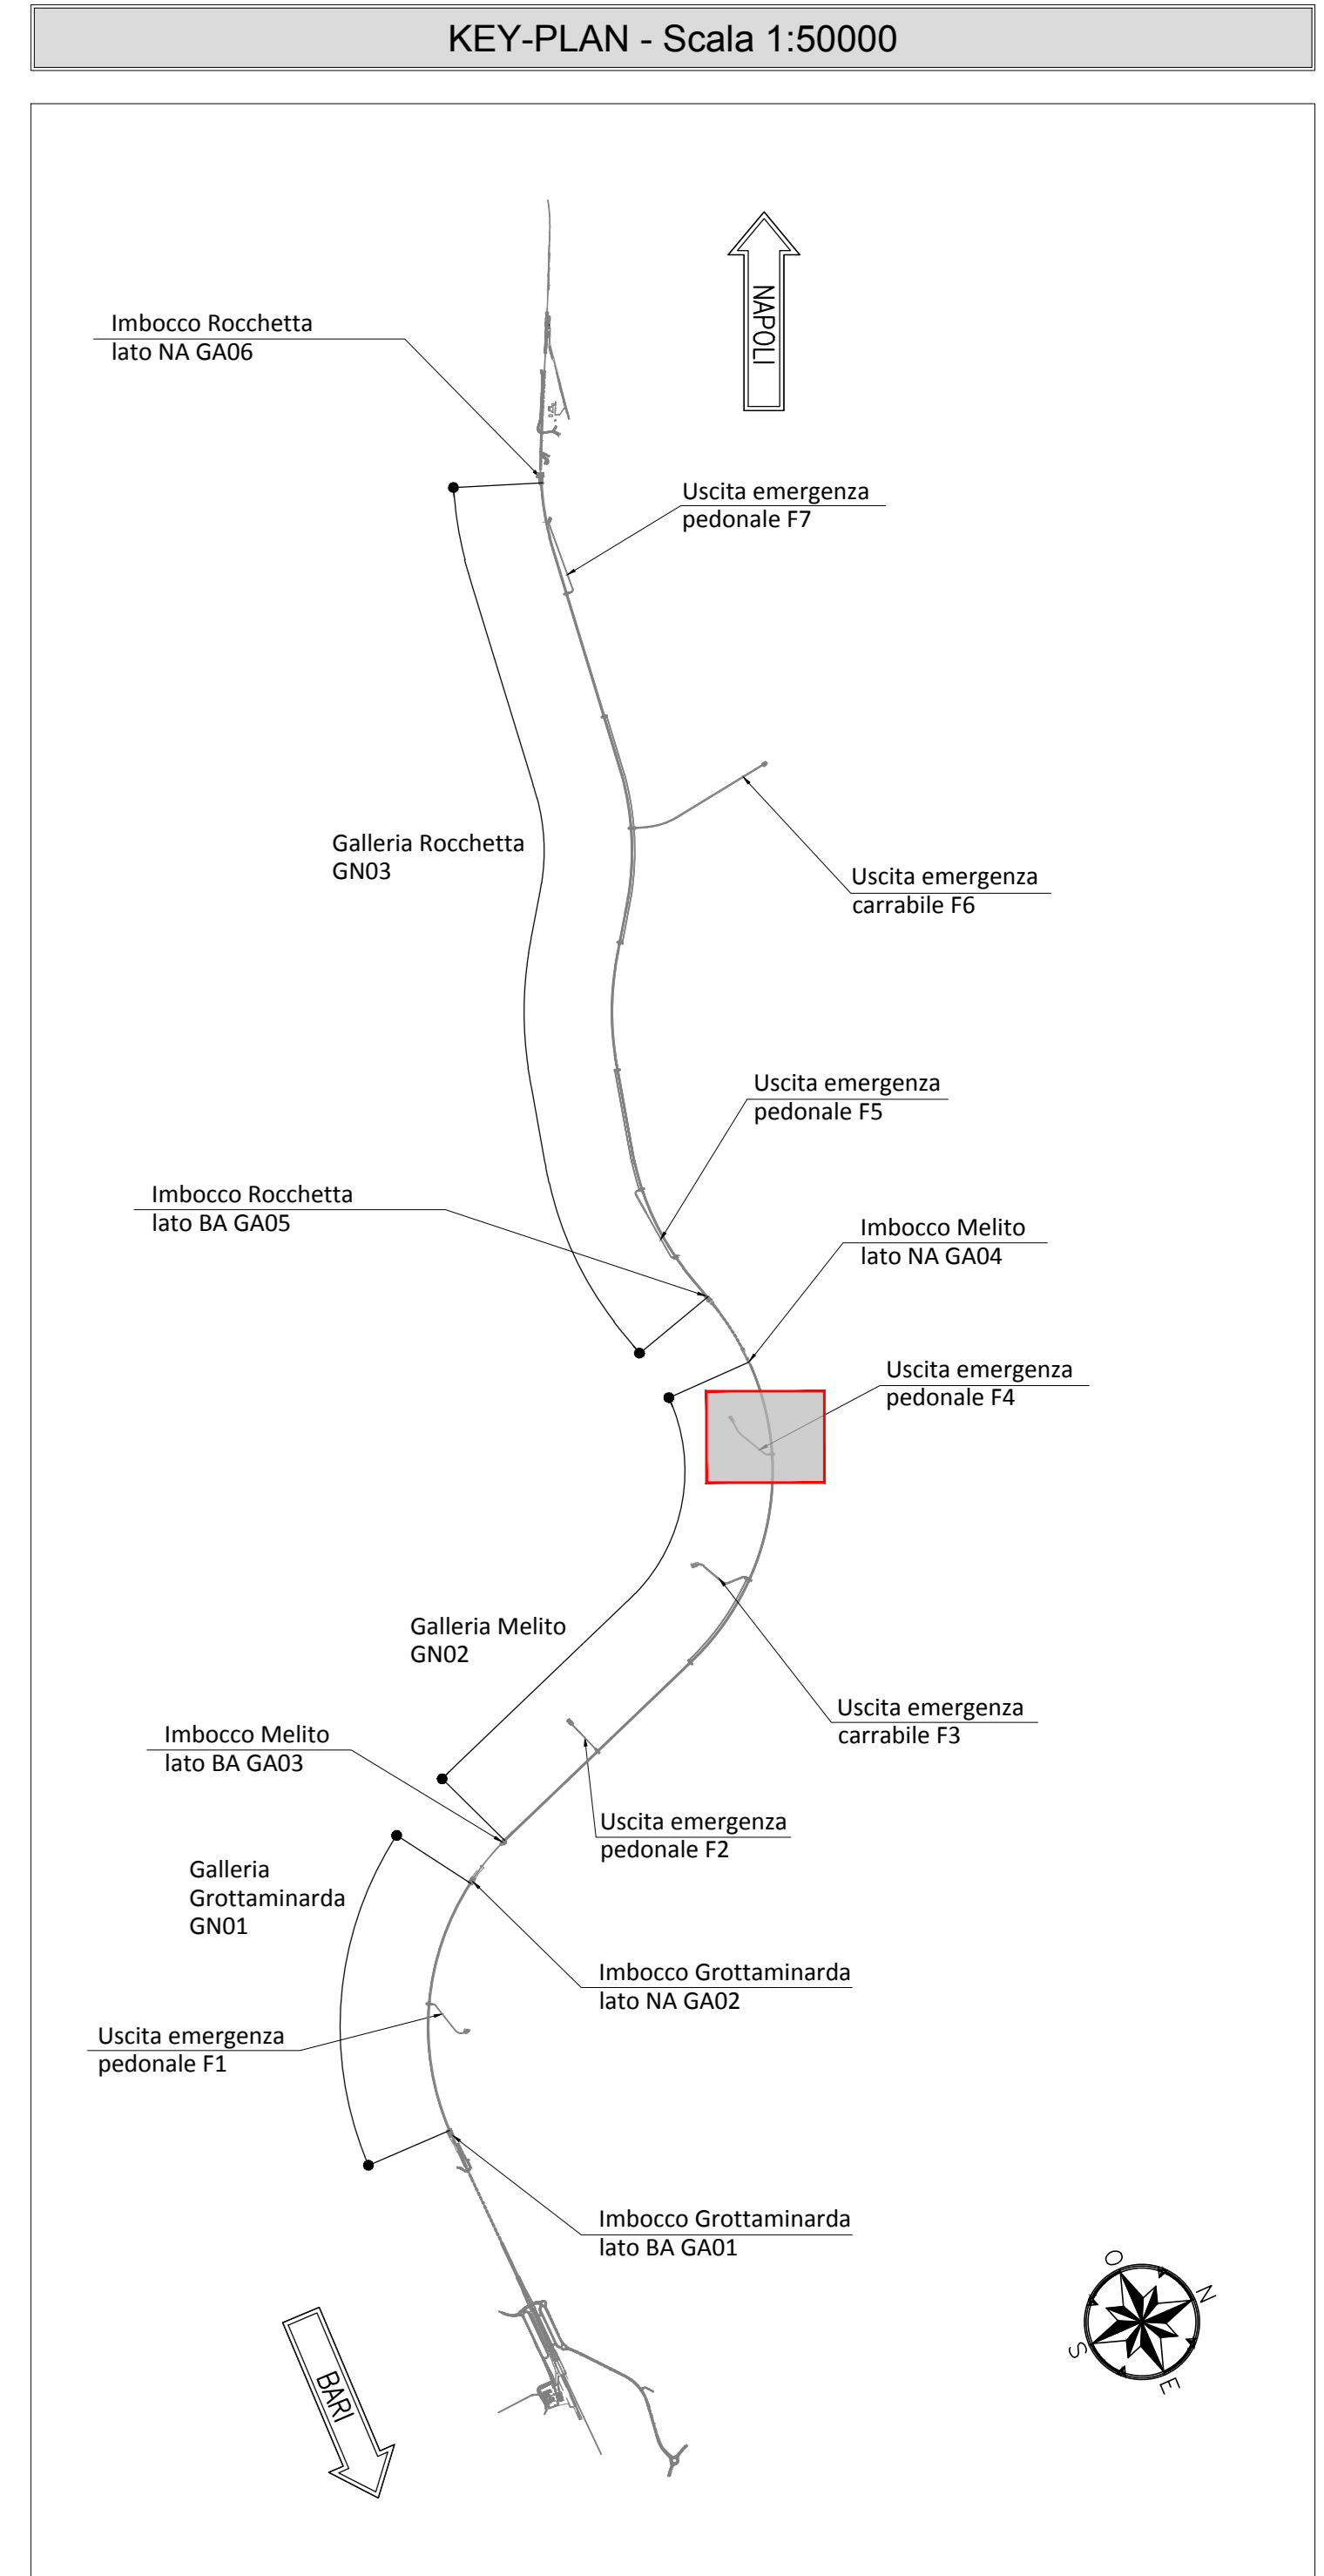 KEY-PLAN - Scala 1:50000
NAPOLI
Imbocco Rocchetta
lato NA GA06
Uscita emergenza
pedonale F7
Galleria Rocchetta
GN03
Uscita emergenza
carrabile F6
Uscita emergenza
pedonale F5
Imbocco Rocchetta
lato BA GA05
Imbocco Melito
lato NA GA04
Uscita emergenza
pedonale F4
Galleria Melito
GN02
Uscita emergenza
carrabile F3
Imbocco Melito
lato BA GA03
Uscita emergenza
pedonale F2
Galleria
Grottaminarda
GN01
Imbocco Grottaminarda
lato NA GA02
Uscita emergenza
pedonale F1
Imbocco Grottaminarda
lato BA GA01
O
N
S
E
BARI